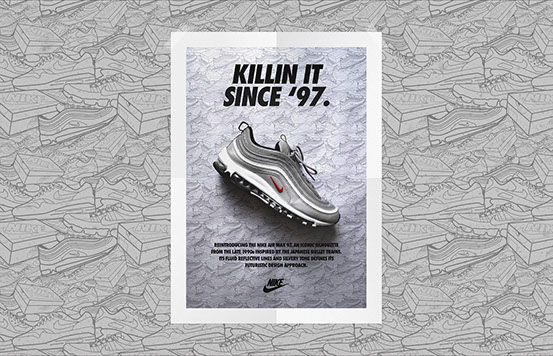 KILLIN IT
SINCE ‘97.
REINTRODUCING THE NIKE AIR MAX 97, AN ICONIC SILHOUETTE
FROM THE LATE 1990s INSPIRED BY THE JAPANESE BULLET TRAINS.
ITS FLUID REFLECTIVE LINES AND SILVERY TONE DEFINES ITS
FUTURISTIC DESIGN APPROACH.
NIKE